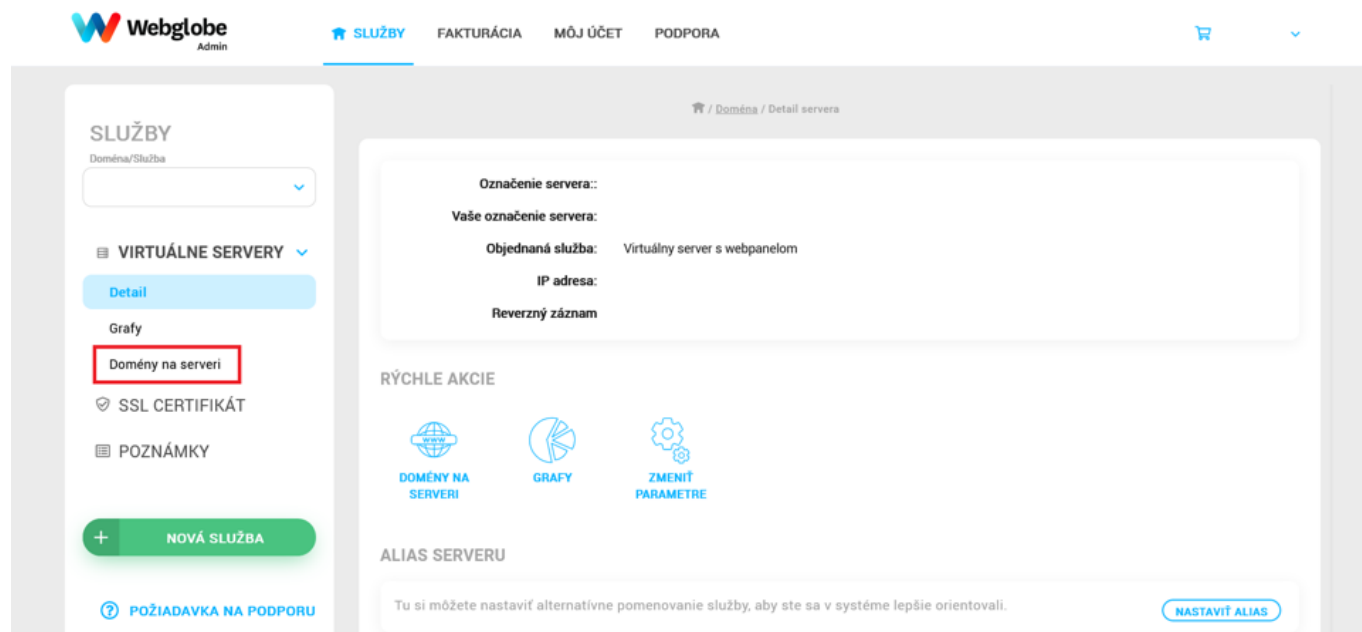 Webglobe
Admin
SLUŽBY
FAKTURÁCIA
MÔJ ÚČET
PODPORA
/ Doména / Detail servera
SLUŽBY
Doména/Služba
VIRTUÁLNE SERVERY
Detail
Grafy
Domény na serveri
SSL CERTIFIKÁT
POZNÁMKY
+ NOVÁ SLUŽBA
? POŽIADAVKA NA PODPORU
Označenie servera::
Vaše označenie servera:
Objednaná služba: Virtuálny server s webpanelom
IP adresa:
Reverzný záznam
RÝCHLE AKCIE
WWW
DOMÉNY NA
SERVERI
GRAFY
ZMENIŤ
PARAMETRE
ALIAS SERVERU
Tu si môžete nastaviť alternatívne pomenovanie služby, aby ste sa v systéme lepšie orientovali.
NASTAVIŤ ALIAS